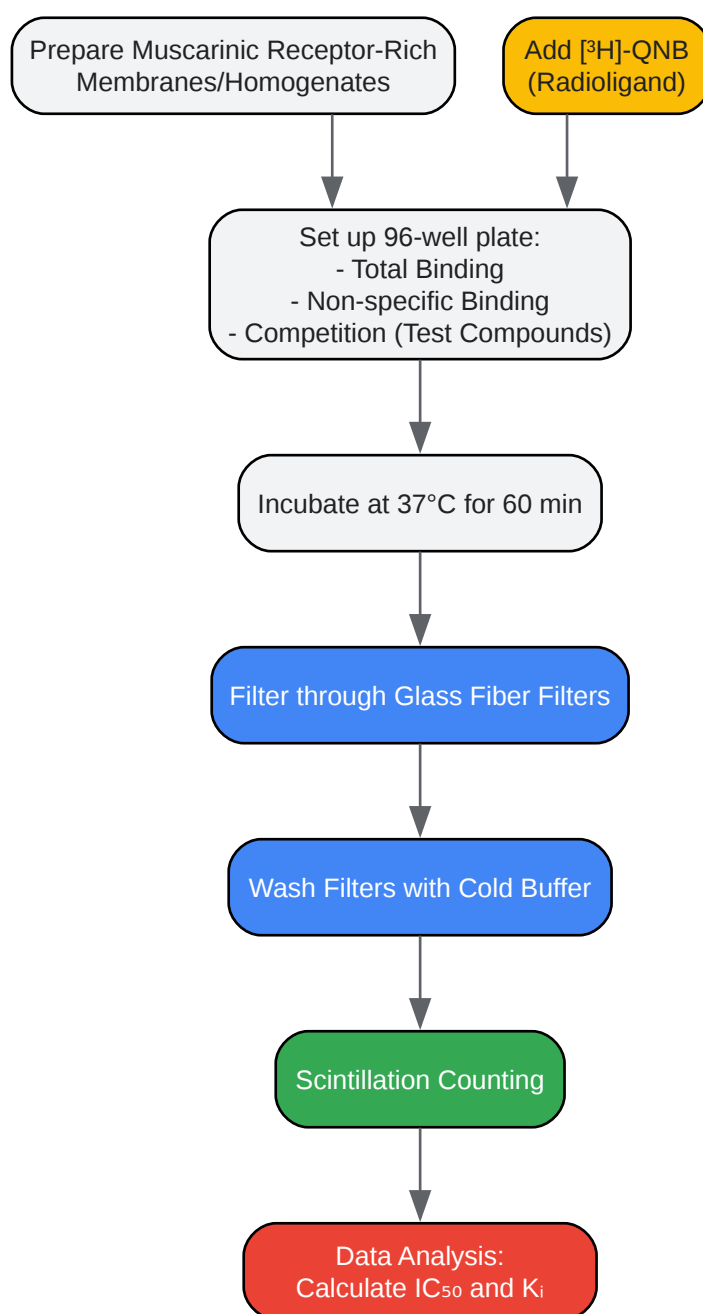 Prepare Muscarinic Receptor-Rich
Membranes/Homogenates
Add [³H]-QNB
(Radioligand)
Set up 96-well plate:
- Total Binding
- Non-specific Binding
- Competition (Test Compounds)
Incubate at 37°C for 60 min
Filter through Glass Fiber Filters
Wash Filters with Cold Buffer
Scintillation Counting
Data Analysis:
Calculate IC₅₀ and Kᵢ